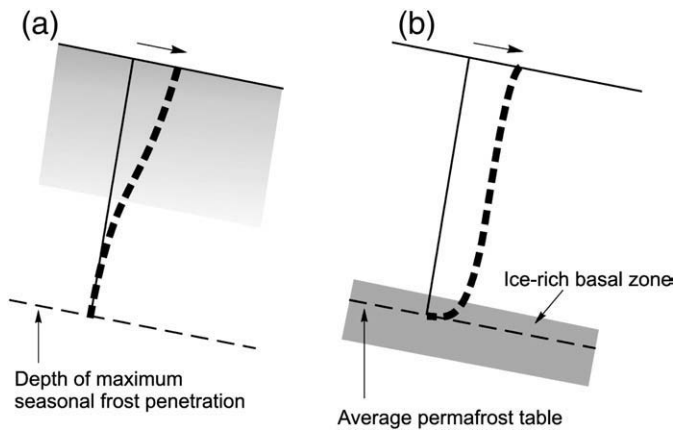 (a)
(b)
Ice-rich basal zone
Depth of maximum
seasonal frost penetration
Average permafrost table